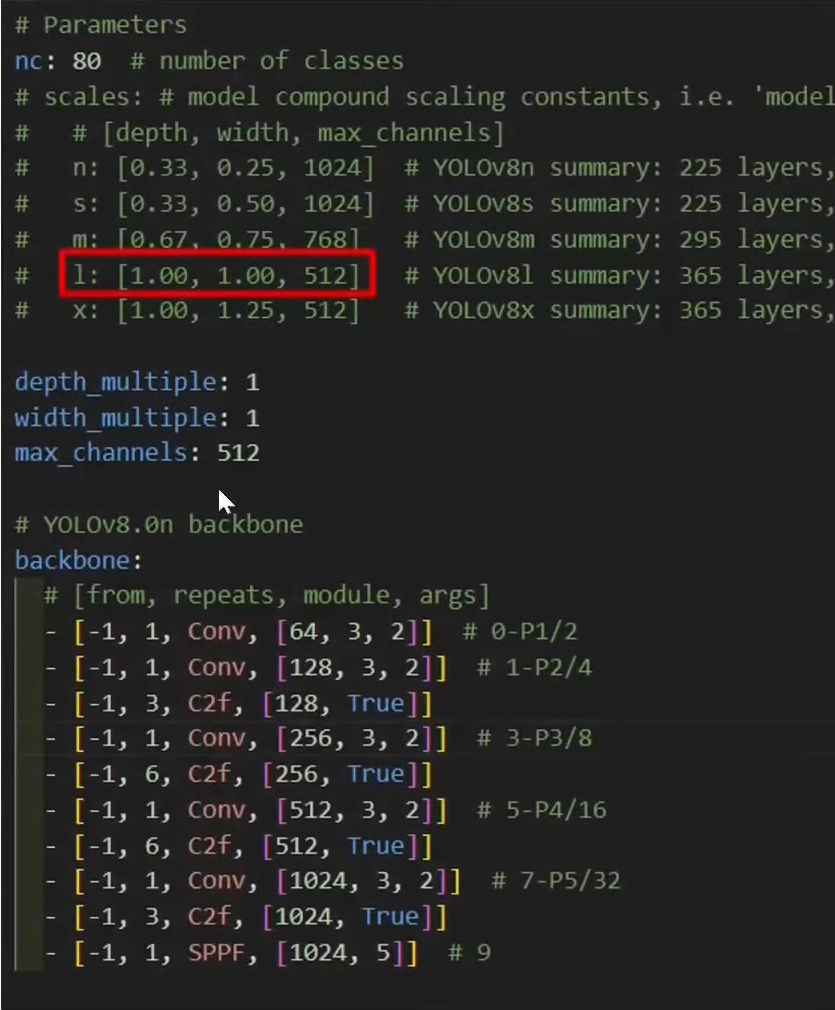 # Parameters
nc: 80  # number of classes
# scales: # model compound scaling constants, i.e. 'model
#   # [depth, width, max_channels]
#   n: [0.33, 0.25, 1024]  # YOLOv8n summary: 225 layers,
#   s: [0.33, 0.50, 1024]  # YOLOv8s summary: 225 layers,
#   m: [0.67, 0.75, 768]   # YOLOv8m summary: 295 layers,
#   l: [1.00, 1.00, 512]   # YOLOv8l summary: 365 layers,
#   x: [1.00, 1.25, 512]   # YOLOv8x summary: 365 layers,
depth_multiple: 1
width_multiple: 1
max_channels: 512
# YOLOv8.0n backbone
backbone:
  # [from, repeats, module, args]
  - [-1, 1, Conv, [64, 3, 2]]  # 0-P1/2
  - [-1, 1, Conv, [128, 3, 2]]  # 1-P2/4
  - [-1, 3, C2f, [128, True]]
  - [-1, 1, Conv, [256, 3, 2]]  # 3-P3/8
  - [-1, 6, C2f, [256, True]]
  - [-1, 1, Conv, [512, 3, 2]]  # 5-P4/16
  - [-1, 6, C2f, [512, True]]
  - [-1, 1, Conv, [1024, 3, 2]]  # 7-P5/32
  - [-1, 3, C2f, [1024, True]]
  - [-1, 1, SPPF, [1024, 5]]  # 9